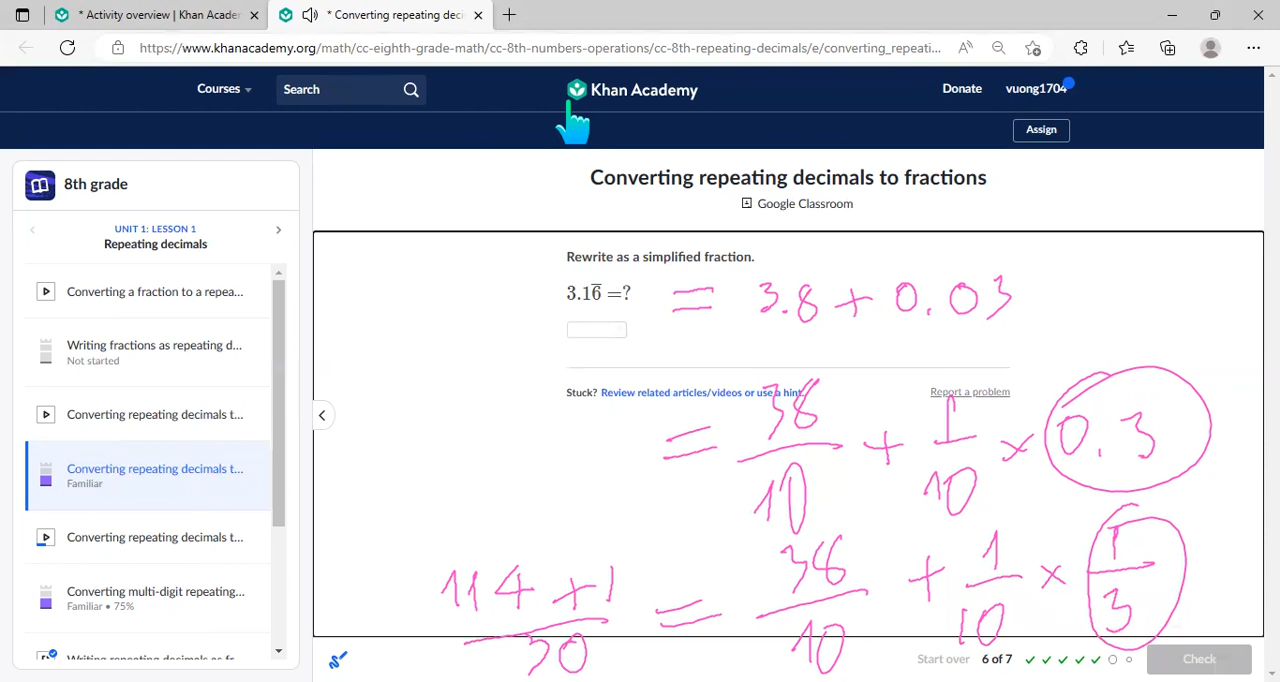 * Activity overview | Khan Acader
* Converting repeating deci
https://www.khanacademy.org/math/cc-eighth-grade-math/cc-8th-numbers-operations/cc-8th-repeating-decimals/e/converting_repeati...
Courses
Search
Khan Academy
Donate
vuong1704
Assign
8th grade
UNIT 1: LESSON 1
Repeating decimals
Converting a fraction to a repea...
Writing fractions as repeating d...
Not started
Converting repeating decimals t...
Converting repeating decimals t...
Familiar
Converting repeating decimals t...
Converting multi-digit repeating...
Familiar • 75%
Converting repeating decimals to fractions
Google Classroom
Rewrite as a simplified fraction.
3.16̅ =? = 3.8 + 0.03
Stuck? Review related articles/videos or use a hint.
Report a problem
= 38/10 + 1/10 × 0.3
114 + 1/30 = 38/10 + 1/10 × 1/3
Start over 6 of 7 Check